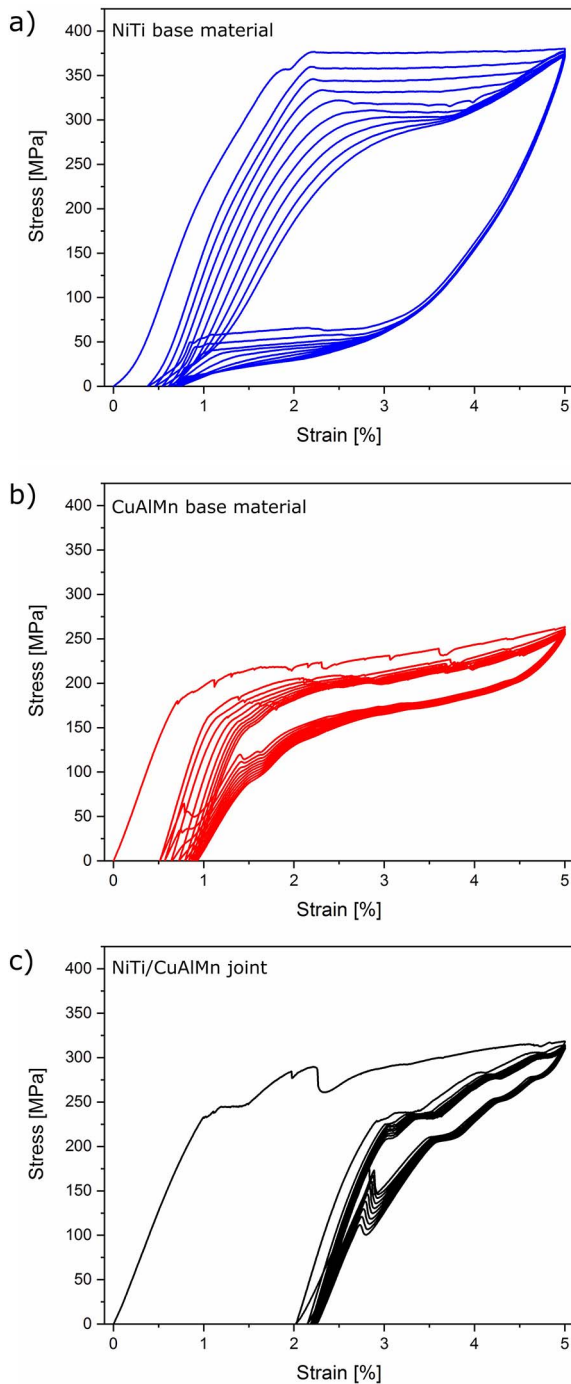 a)
NiTi base material
400
350
300
250
200
150
100
50
0
Stress [MPa]
0 1 2 3 4 5
Strain [%]
b)
CuAlMn base material
400
350
300
250
200
150
100
50
0
Stress [MPa]
0 1 2 3 4 5
Strain [%]
c)
NiTi/CuAlMn joint
400
350
300
250
200
150
100
50
0
Stress [MPa]
0 1 2 3 4 5
Strain [%]